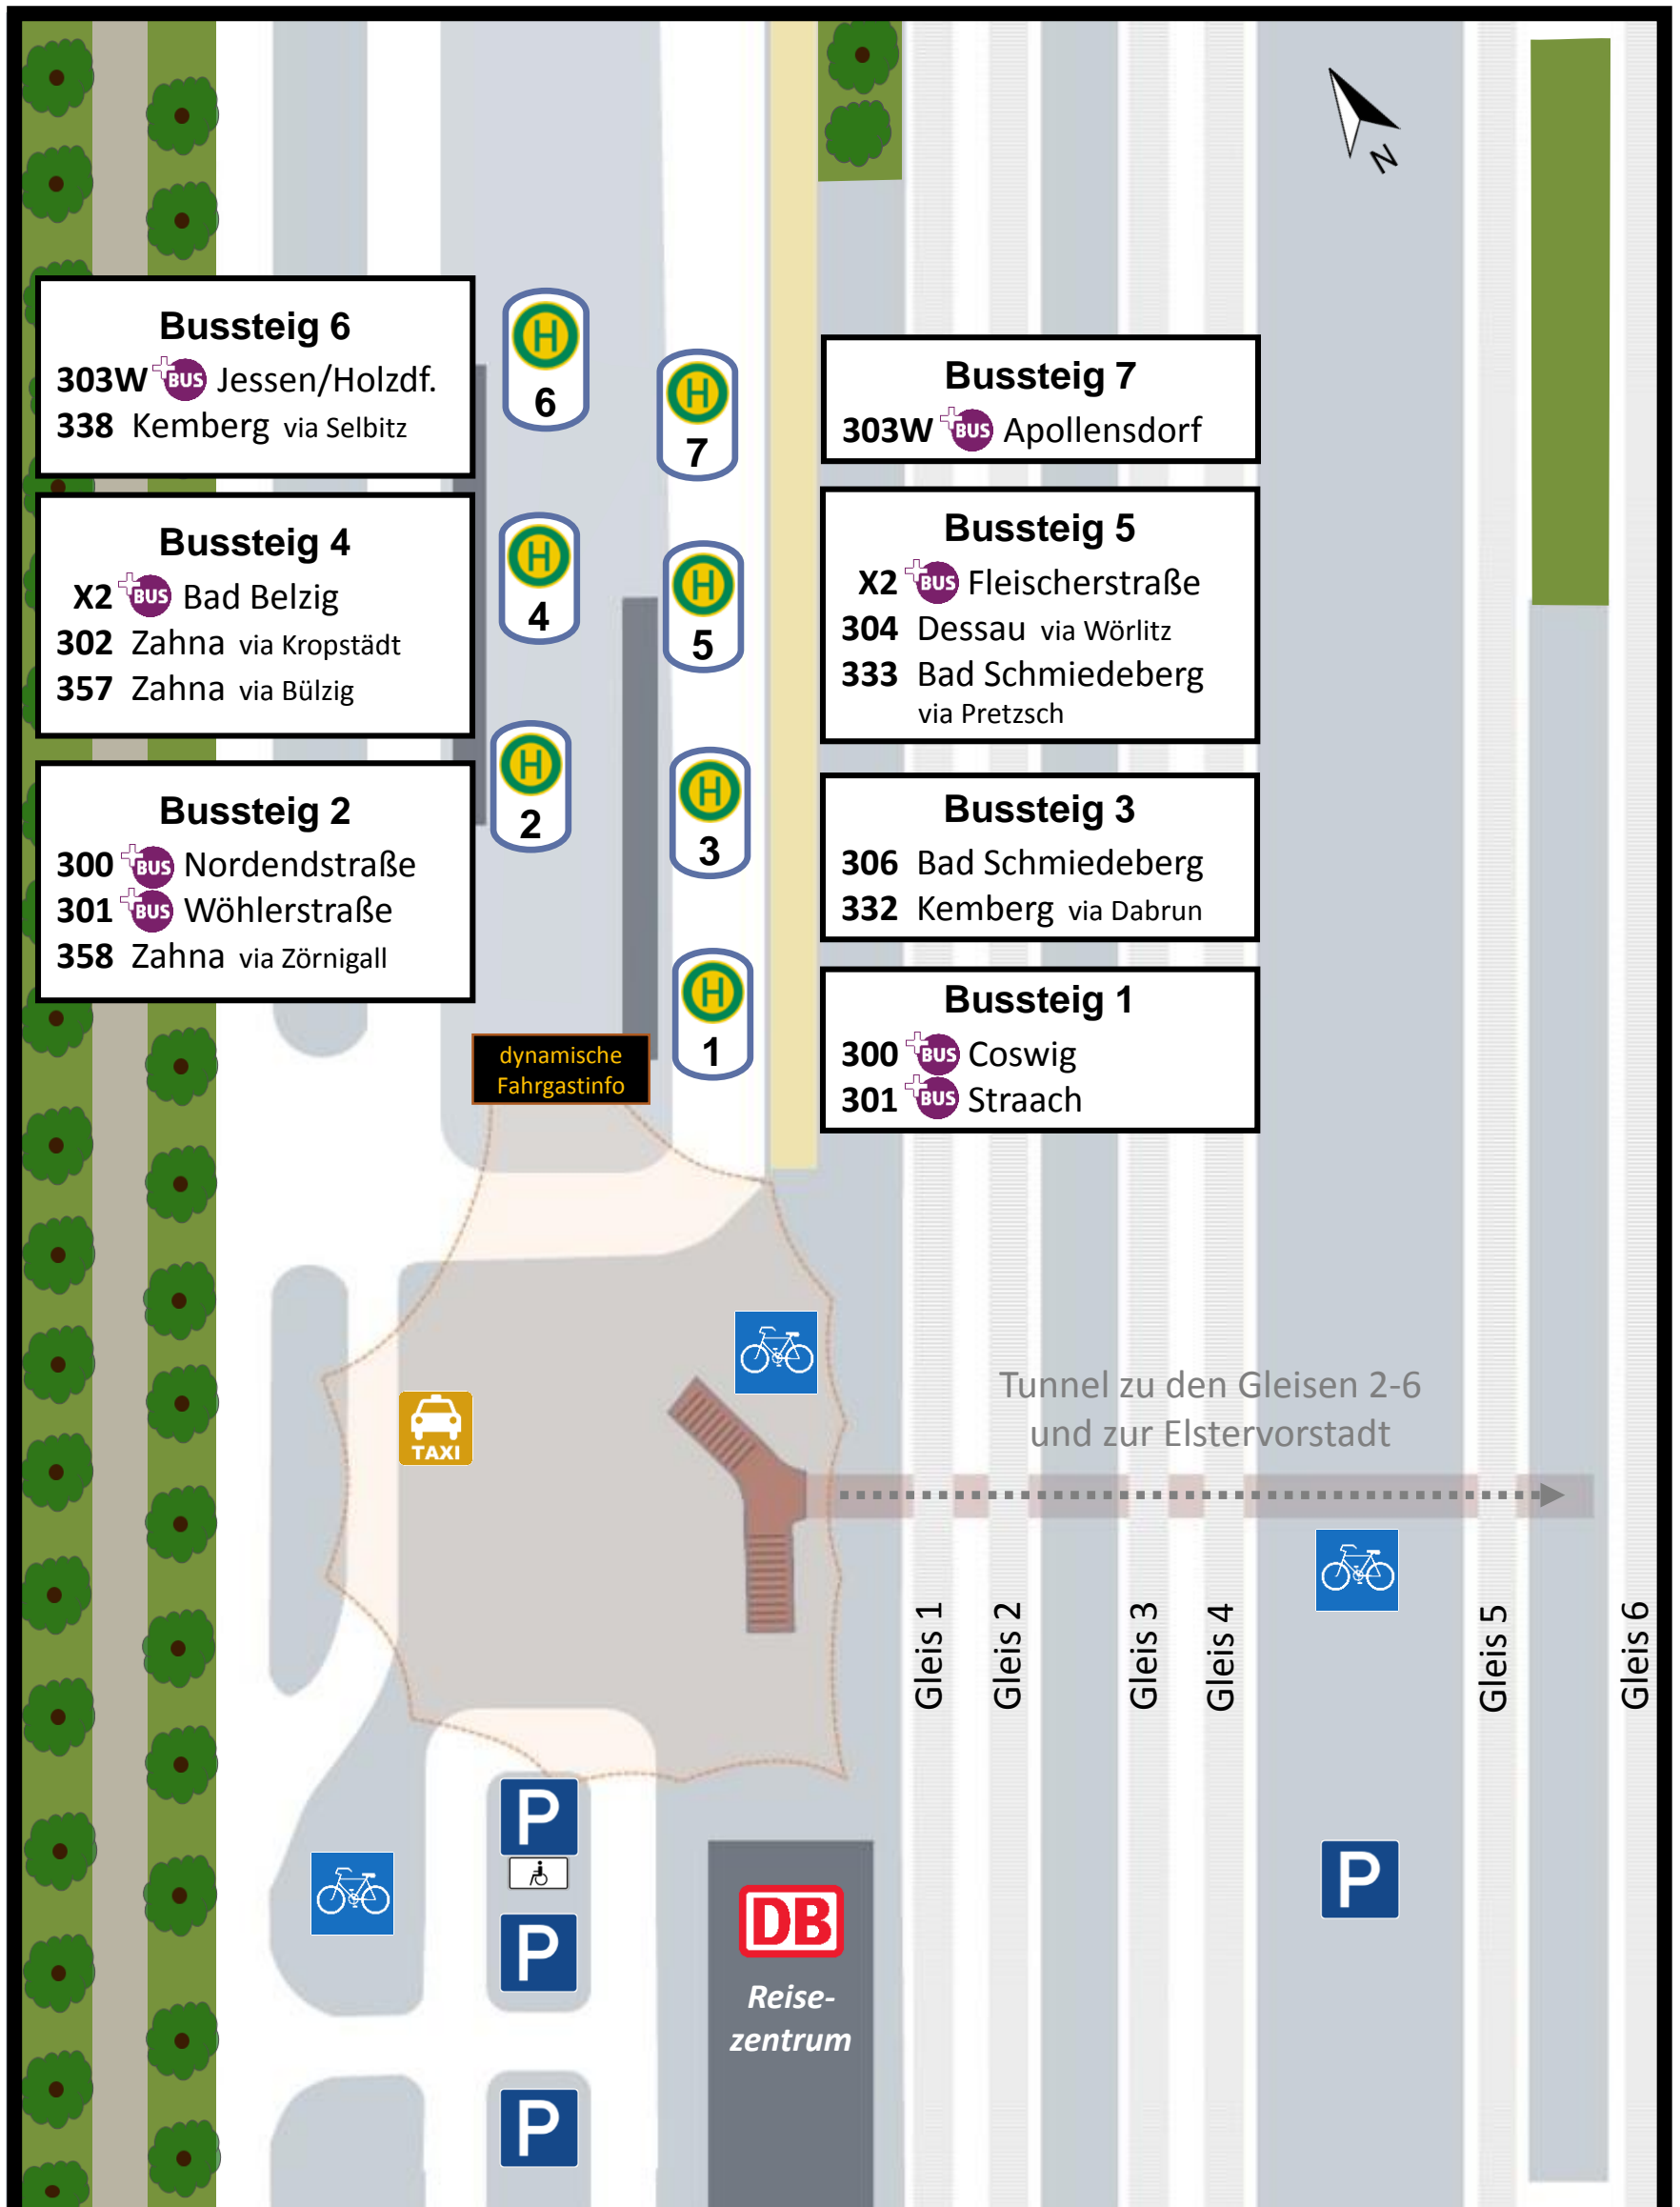 N
Bussteig 6
303W +BUS Jessen/Holzdf.
338 Kemberg via Selbitz
Bussteig 4
X2 +BUS Bad Belzig
302 Zahna via Kropstädt
357 Zahna via Bülzig
Bussteig 2
300 +BUS Nordendstraße
301 +BUS Wöhlerstraße
358 Zahna via Zörnigall
H
6
H
7
H
4
H
5
H
2
H
3
H
1
Bussteig 7
303W +BUS Apollensdorf
Bussteig 5
X2 +BUS Fleischerstraße
304 Dessau via Wörlitz
333 Bad Schmiedeberg
via Pretzsch
Bussteig 3
306 Bad Schmiedeberg
332 Kemberg via Dabrun
Bussteig 1
300 +BUS Coswig
301 +BUS Straach
dynamische
Fahrgastinfo
TAXI
Tunnel zu den Gleisen 2-6
und zur Elstervorstadt
Gleis 1
Gleis 2
Gleis 3
Gleis 4
Gleis 5
Gleis 6
P
P
P
P
DB
Reise-
zentrum